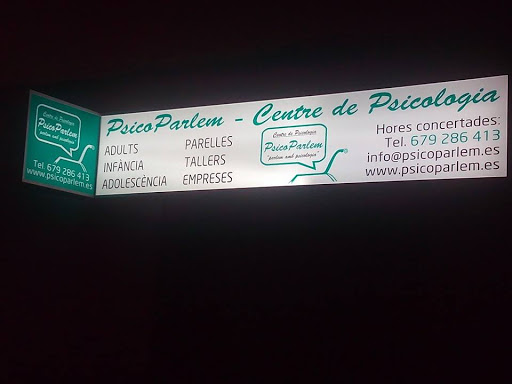 Centre de Psicologia
PsicoParlem
"parlem amb psicologia"
Tel. 679 286 413
www.psicoparlem.es
PsicoParlem - Centre de Psicologia
ADULTS PARELLES
INFÀNCIA TALLERS
ADOLESCÈNCIA EMPRESES
Centre de Psicologia
PsicoParlem
"parlem amb psicologia"
®
Hores concertades:
Tel. 679 286 413
info@psicoparlem.es
www.psicoparlem.es